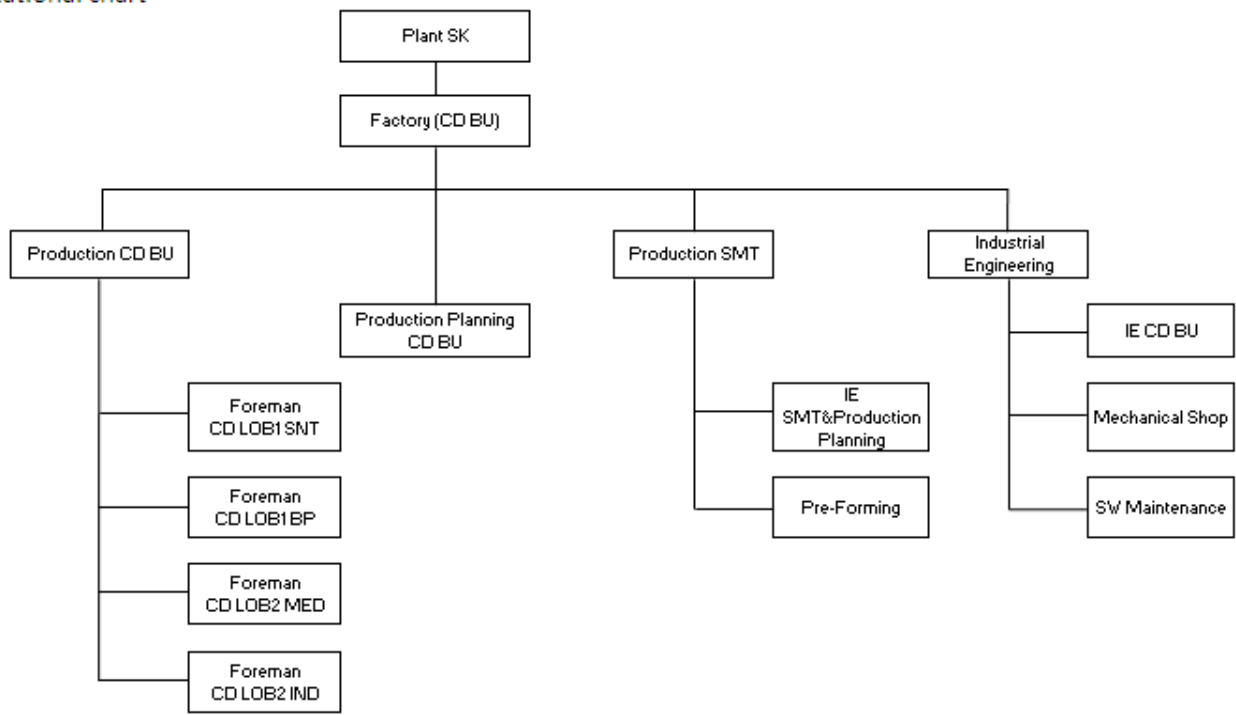 Plant SK
Factory (CD BU)
Production CD BU
Production SMT
Industrial
Engineering
Production Planning
CD BU
IE CD BU
Foreman
CD LOB1 SNT
IE
SMT&Production
Planning
Mechanical Shop
Foreman
CD LOB1 BP
Pre-Forming
SW Maintenance
Foreman
CD LOB2 MED
Foreman
CD LOB2 IND